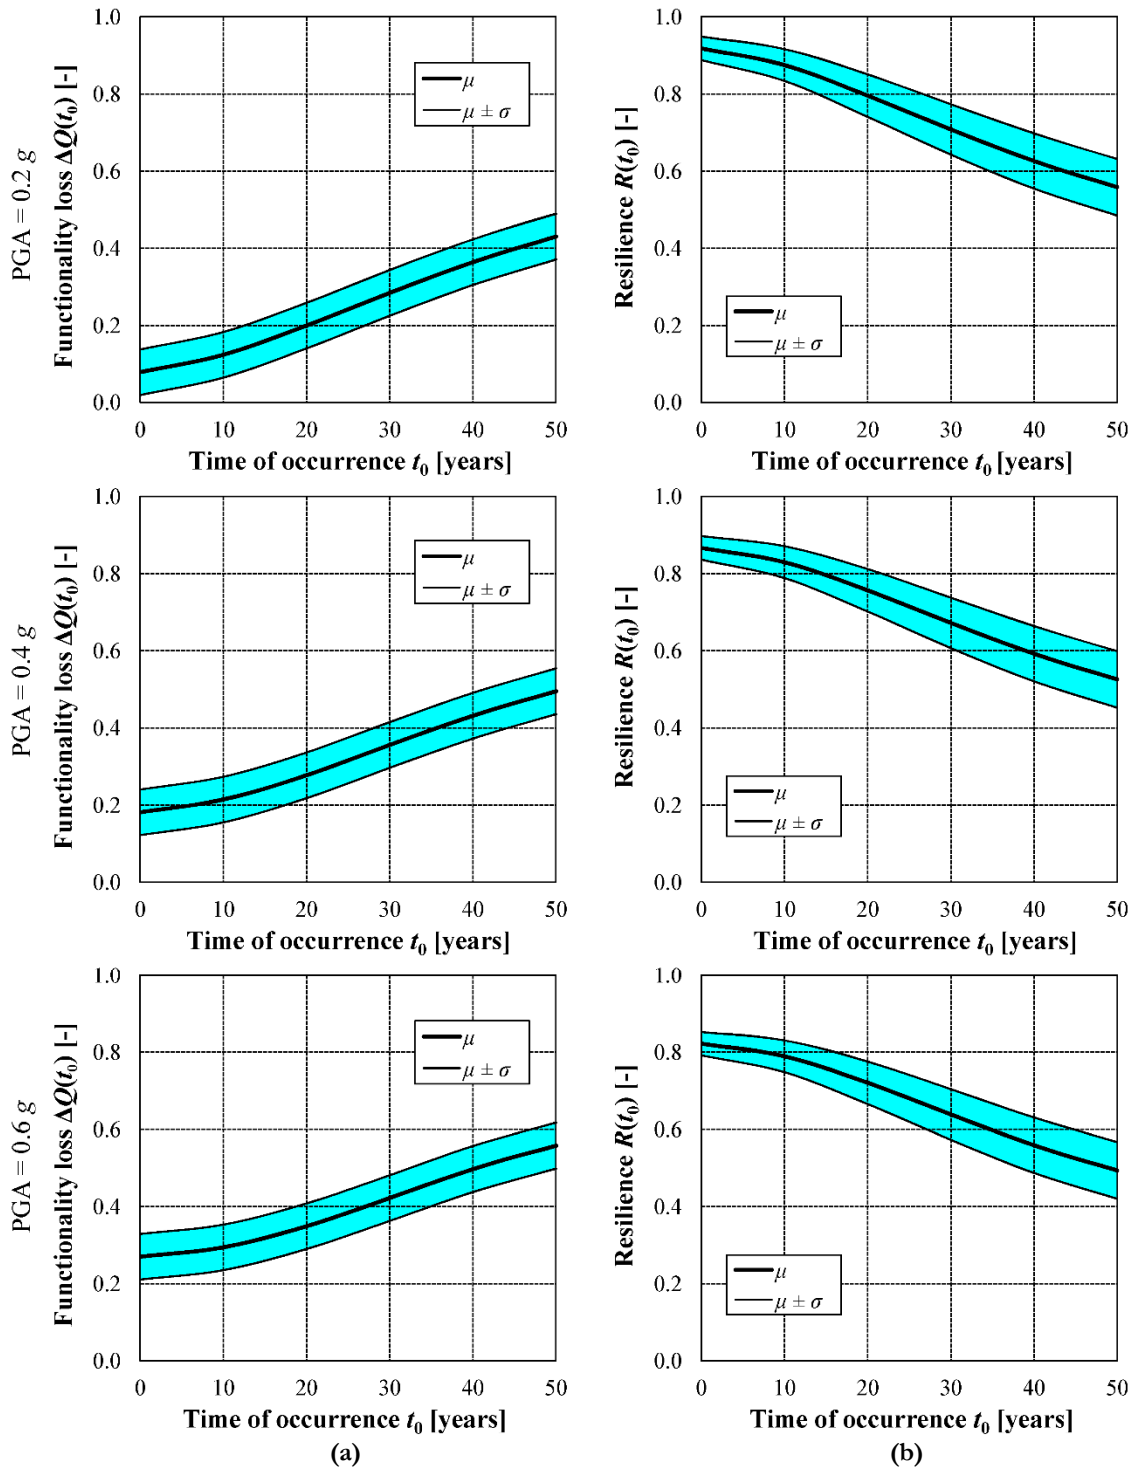 PGA = 0.2 g
Functionality loss ΔQ(t₀) [-]
1.0
0.8
0.6
0.4
0.2
0.0
μ
μ ± σ
0 10 20 30 40 50
Time of occurrence t₀ [years]
Resilience R(t₀) [-]
1.0
0.8
0.6
0.4
0.2
0.0
μ
μ ± σ
0 10 20 30 40 50
Time of occurrence t₀ [years]
PGA = 0.4 g
Functionality loss ΔQ(t₀) [-]
1.0
0.8
0.6
0.4
0.2
0.0
μ
μ ± σ
0 10 20 30 40 50
Time of occurrence t₀ [years]
Resilience R(t₀) [-]
1.0
0.8
0.6
0.4
0.2
0.0
μ
μ ± σ
0 10 20 30 40 50
Time of occurrence t₀ [years]
PGA = 0.6 g
Functionality loss ΔQ(t₀) [-]
1.0
0.8
0.6
0.4
0.2
0.0
μ
μ ± σ
0 10 20 30 40 50
Time of occurrence t₀ [years]
(a)
Resilience R(t₀) [-]
1.0
0.8
0.6
0.4
0.2
0.0
μ
μ ± σ
0 10 20 30 40 50
Time of occurrence t₀ [years]
(b)